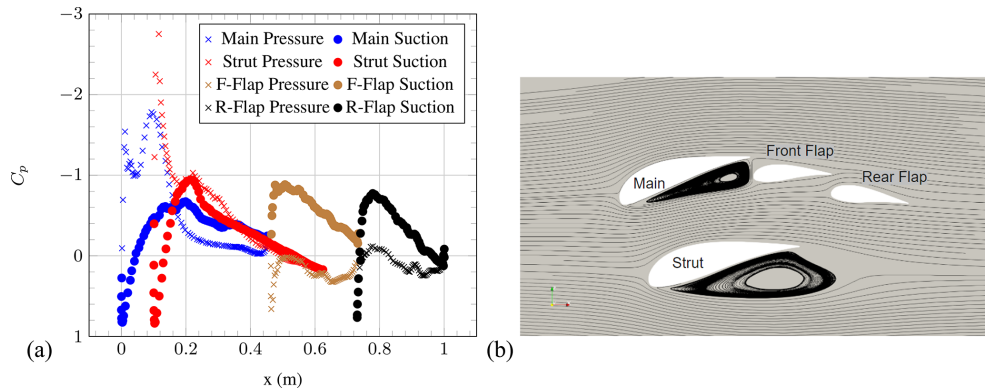 −3
−2
−1
0
1
C_p
Main Pressure Main Suction
Strut Pressure Strut Suction
F-Flap Pressure F-Flap Suction
R-Flap Pressure R-Flap Suction
0 0.2 0.4 0.6 0.8 1
x (m)
(a)
Front Flap
Main
Rear Flap
Strut
(b)